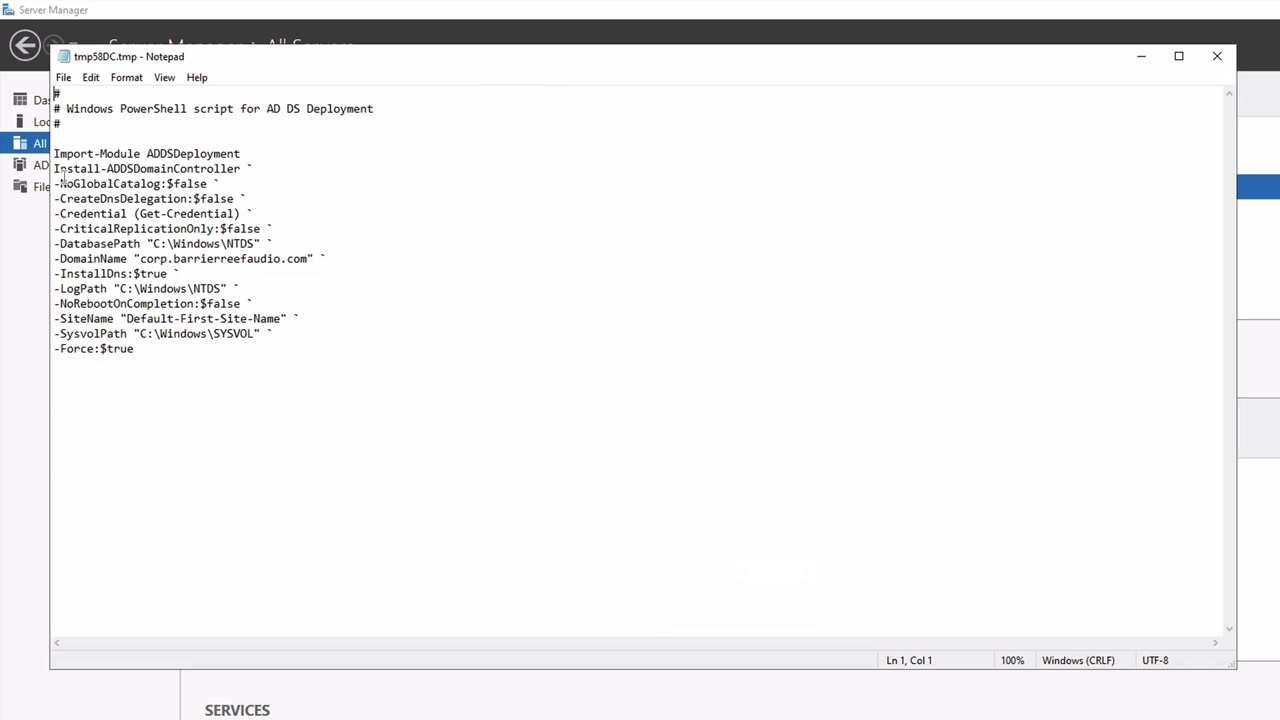 Server Manager
tmp58DC.tmp - Notepad
File Edit Format View Help
#
# Windows PowerShell script for AD DS Deployment
#
Import-Module ADDSDeployment
Install-ADDSDomainController `
-NoGlobalCatalog:$false `
-CreateDnsDelegation:$false `
-Credential (Get-Credential) `
-CriticalReplicationOnly:$false `
-DatabasePath "C:\Windows\NTDS" `
-DomainName "corp.barrierreefaudio.com" `
-InstallDns:$true `
-LogPath "C:\Windows\NTDS" `
-NoRebootOnCompletion:$false `
-SiteName "Default-First-Site-Name" `
-SysvolPath "C:\Windows\SYSVOL" `
-Force:$true
All
AD
File
Ln 1, Col 1 100% Windows (CRLF) UTF-8
SERVICES